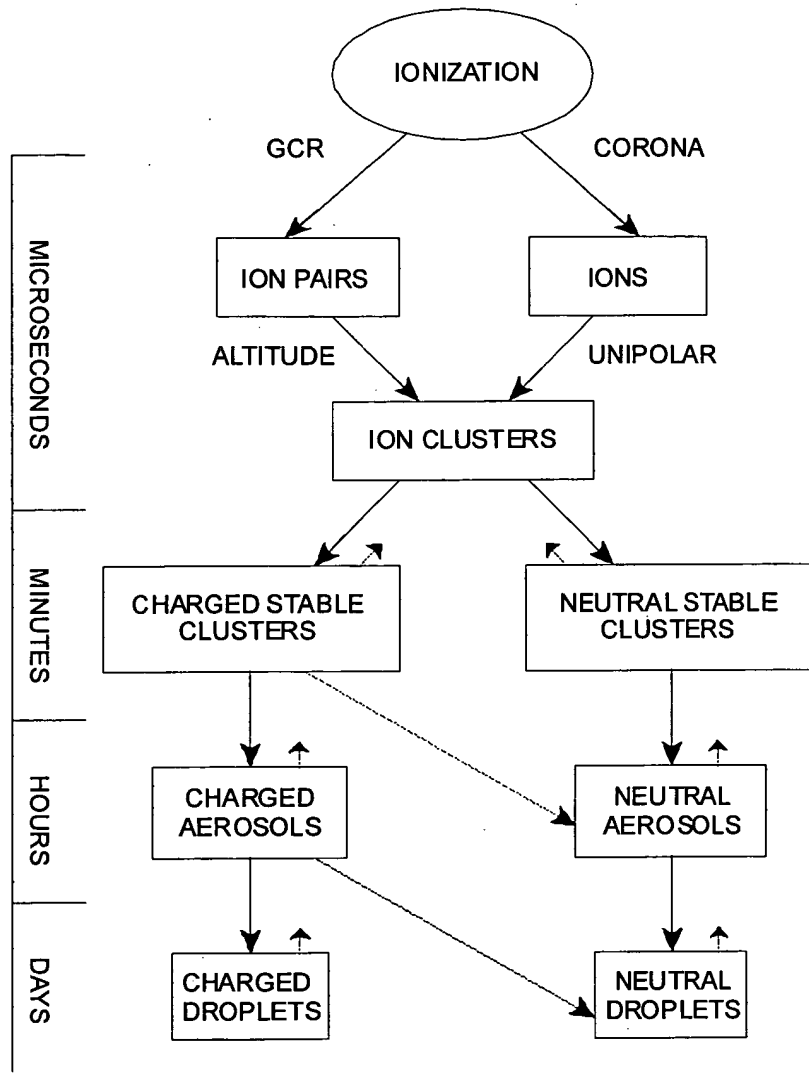 IONIZATION
GCR
CORONA
MICROSECONDS
ION PAIRS
IONS
ALTITUDE
UNIPOLAR
ION CLUSTERS
MINUTES
CHARGED STABLE
CLUSTERS
NEUTRAL STABLE
CLUSTERS
HOURS
CHARGED
AEROSOLS
NEUTRAL
AEROSOLS
DAYS
CHARGED
DROPLETS
NEUTRAL
DROPLETS